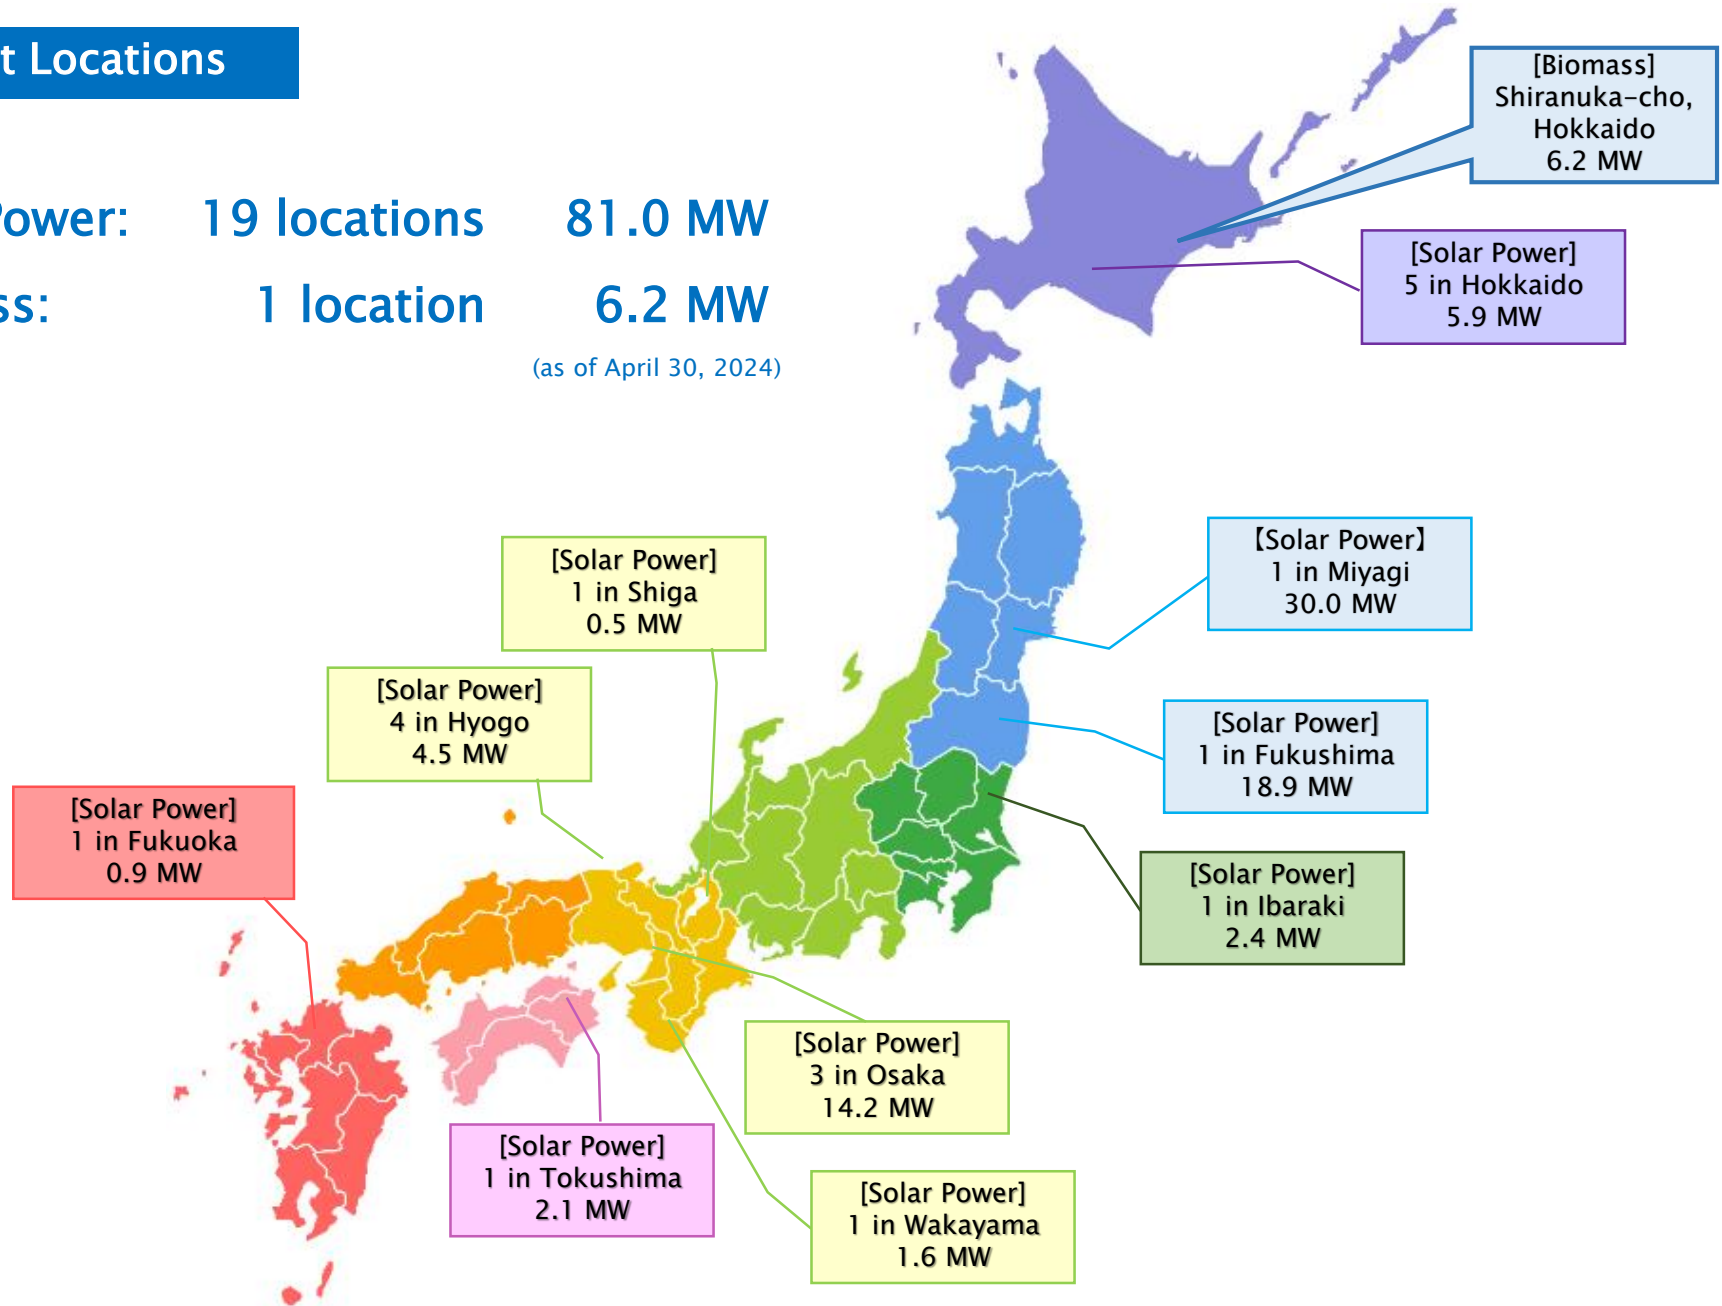 t Locations
Power: 19 locations 81.0 MW
ss: 1 location 6.2 MW
(as of April 30, 2024)
[Biomass]
Shiranuka-cho,
Hokkaido
6.2 MW
[Solar Power]
5 in Hokkaido
5.9 MW
【Solar Power】
1 in Miyagi
30.0 MW
[Solar Power]
1 in Shiga
0.5 MW
[Solar Power]
4 in Hyogo
4.5 MW
[Solar Power]
1 in Fukushima
18.9 MW
[Solar Power]
1 in Fukuoka
0.9 MW
[Solar Power]
1 in Ibaraki
2.4 MW
[Solar Power]
3 in Osaka
14.2 MW
[Solar Power]
1 in Tokushima
2.1 MW
[Solar Power]
1 in Wakayama
1.6 MW